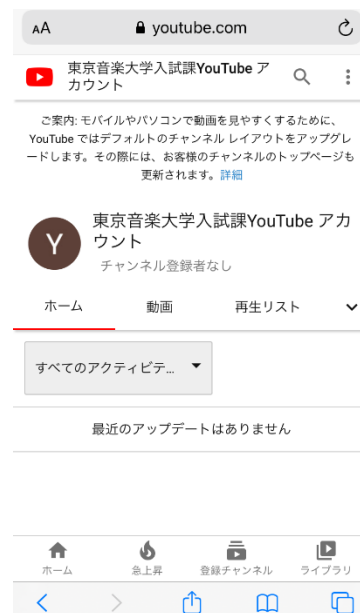 AA youtube.com
東京音楽大学入試課YouTube ア
カウント
ご案内: モバイルやパソコンで動画を見やすくするために、
YouTube ではデフォルトのチャンネル レイアウトをアップグレ
ードします。その際には、お客様のチャンネルのトップページも
更新されます。詳細
Y
東京音楽大学入試課YouTube アカ
ウント
チャンネル登録者なし
ホーム 動画 再生リスト
すべてのアクティビテ...
最近のアップデートはありません
ホーム 急上昇 登録チャンネル ライブラリ